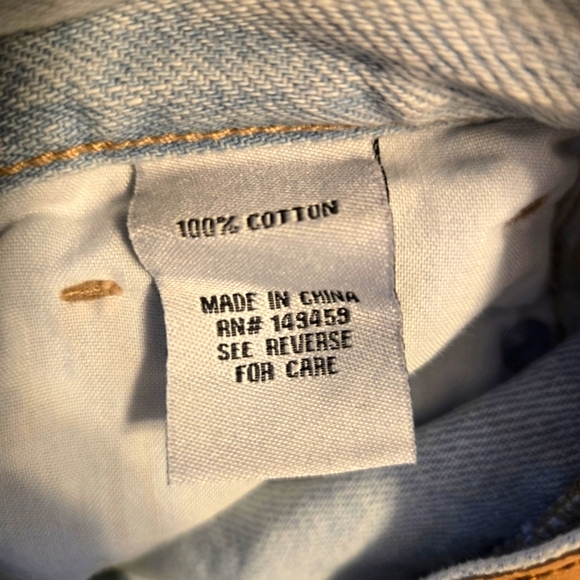 100% COTTON
MADE IN CHINA
RN# 149459
SEE REVERSE
FOR CARE